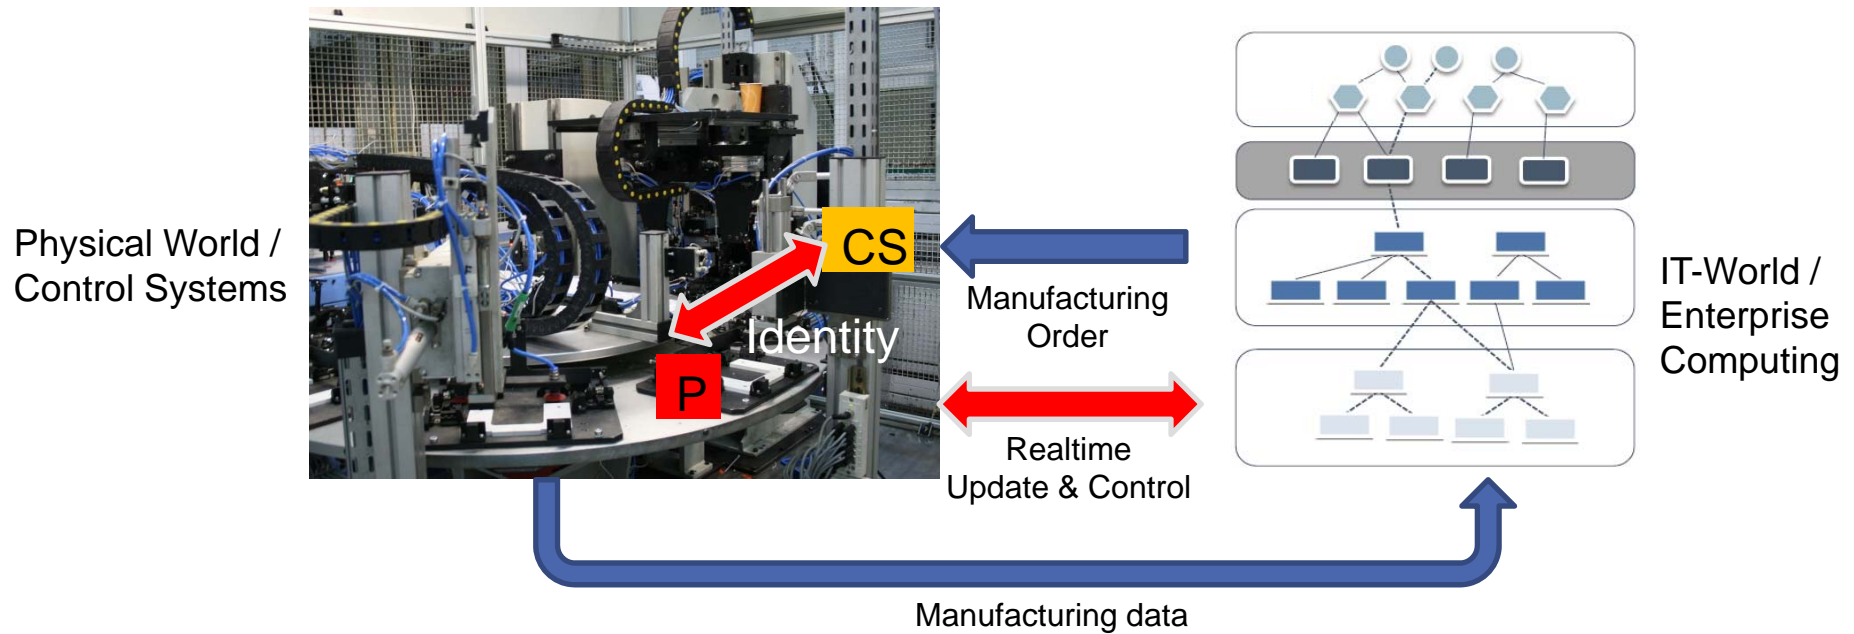 Physical World /
Control Systems
CS
Identity
P
Manufacturing
Order
Realtime
Update & Control
IT-World /
Enterprise
Computing
Manufacturing data